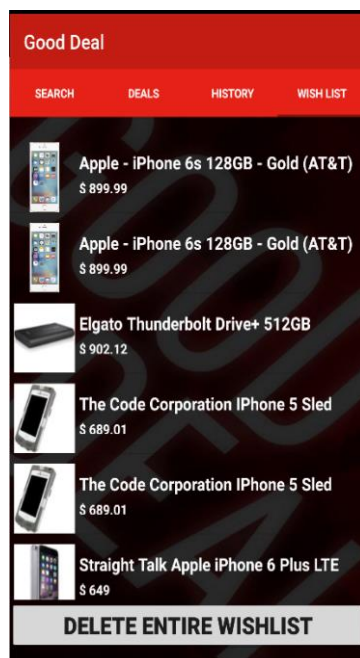 Good Deal
SEARCH DEALS HISTORY WISH LIST
Apple - iPhone 6s 128GB - Gold (AT&T)
$ 899.99
Apple - iPhone 6s 128GB - Gold (AT&T)
$ 899.99
Elgato Thunderbolt Drive+ 512GB
$ 902.12
The Code Corporation IPhone 5 Sled
$ 689.01
The Code Corporation IPhone 5 Sled
$ 689.01
Straight Talk Apple iPhone 6 Plus LTE
$ 649
DELETE ENTIRE WISHLIST